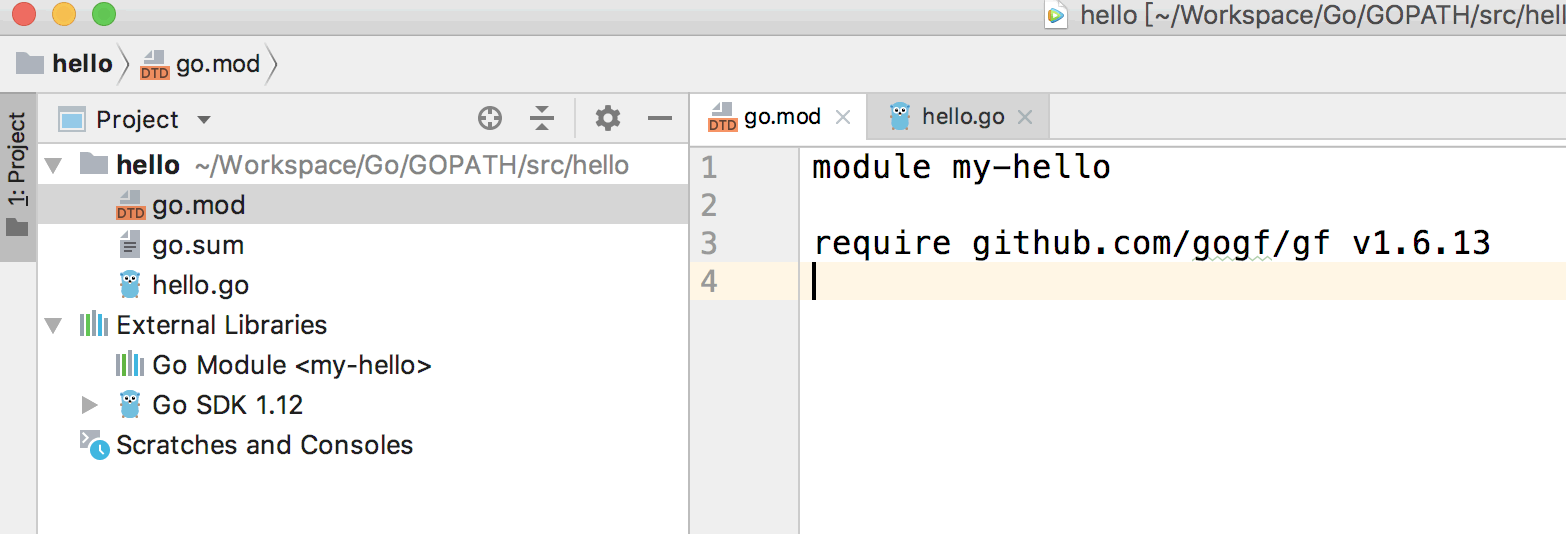 hello [~/Workspace/Go/GOPATH/src/hell
hello
DTD go.mod
1: Project
Project
DTD go.mod
hello.go
hello ~/Workspace/Go/GOPATH/src/hello
DTD go.mod
go.sum
hello.go
External Libraries
Go Module <my-hello>
Go SDK 1.12
Scratches and Consoles
1 module my-hello
2
3 require github.com/gogf/gf v1.6.13
4